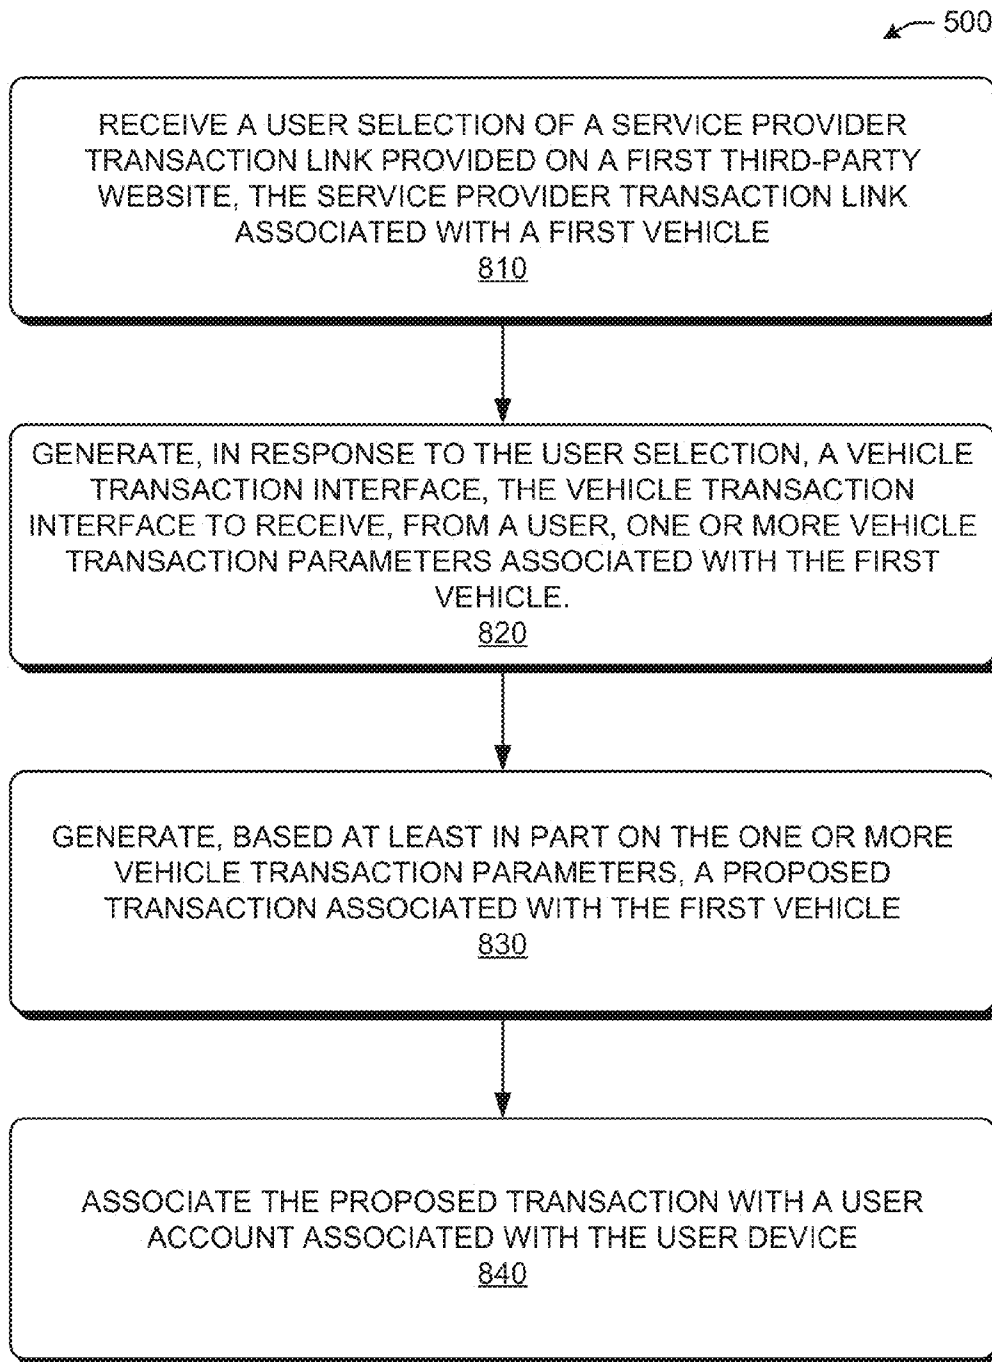 500
RECEIVE A USER SELECTION OF A SERVICE PROVIDER
TRANSACTION LINK PROVIDED ON A FIRST THIRD-PARTY
WEBSITE, THE SERVICE PROVIDER TRANSACTION LINK
ASSOCIATED WITH A FIRST VEHICLE
810
GENERATE, IN RESPONSE TO THE USER SELECTION, A VEHICLE
TRANSACTION INTERFACE, THE VEHICLE TRANSACTION
INTERFACE TO RECEIVE, FROM A USER, ONE OR MORE VEHICLE
TRANSACTION PARAMETERS ASSOCIATED WITH THE FIRST
VEHICLE.
820
GENERATE, BASED AT LEAST IN PART ON THE ONE OR MORE
VEHICLE TRANSACTION PARAMETERS, A PROPOSED
TRANSACTION ASSOCIATED WITH THE FIRST VEHICLE
830
ASSOCIATE THE PROPOSED TRANSACTION WITH A USER
ACCOUNT ASSOCIATED WITH THE USER DEVICE
840